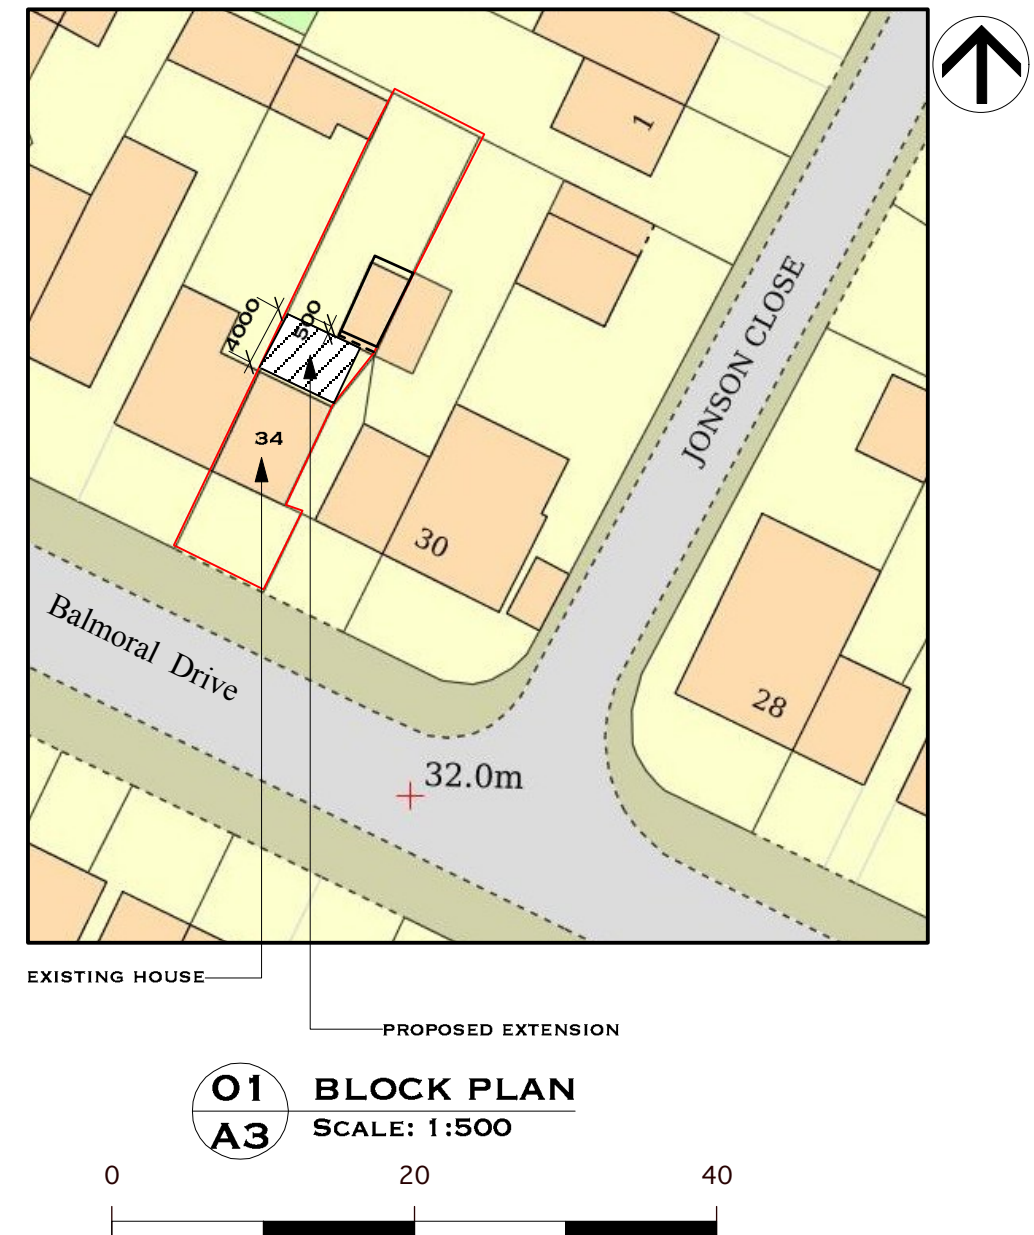 1
JONSON CLOSE
4000
500
34
30
28
Balmoral Drive
32.0m
EXISTING HOUSE
PROPOSED EXTENSION
01
A3
BLOCK PLAN
SCALE: 1:500
0 20 40